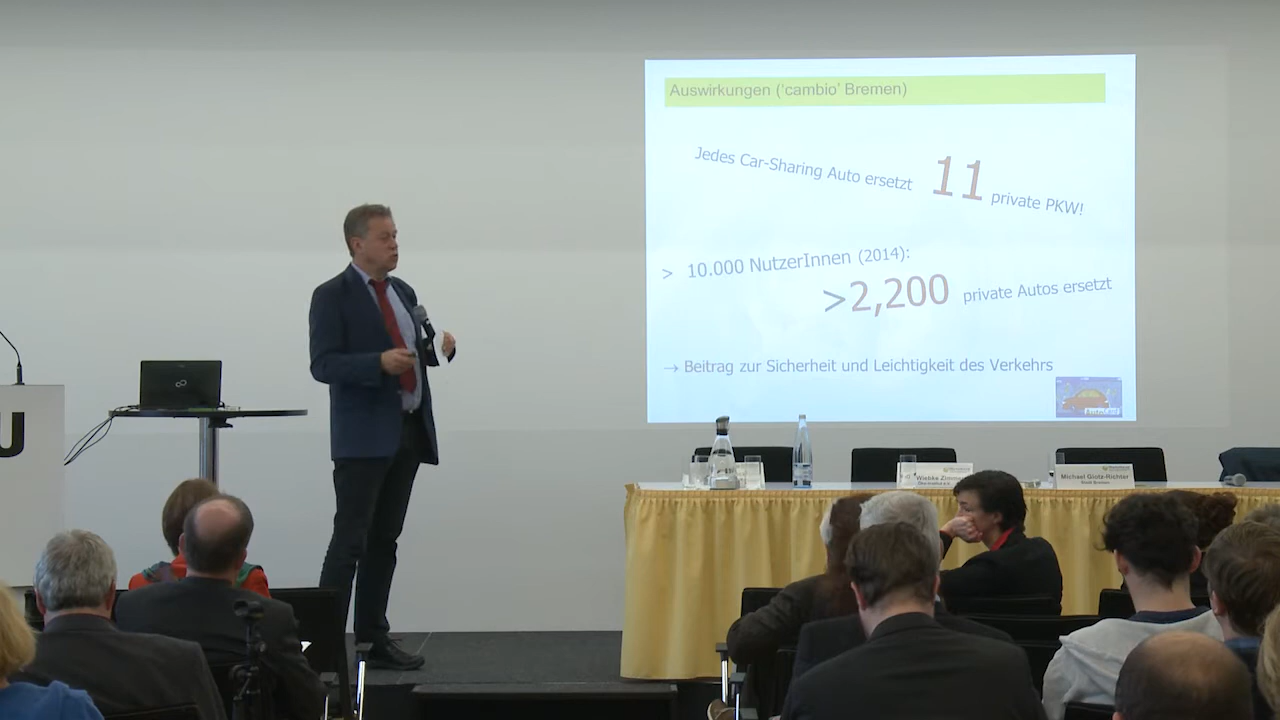 Auswirkungen ('cambio' Bremen)
Jedes Car-Sharing Auto ersetzt 11 private PKW!
> 10.000 NutzerInnen (2014):
>2,200 private Autos ersetzt
→ Beitrag zur Sicherheit und Leichtigkeit des Verkehrs
U
Wiebke
Michael Glotz-Richter